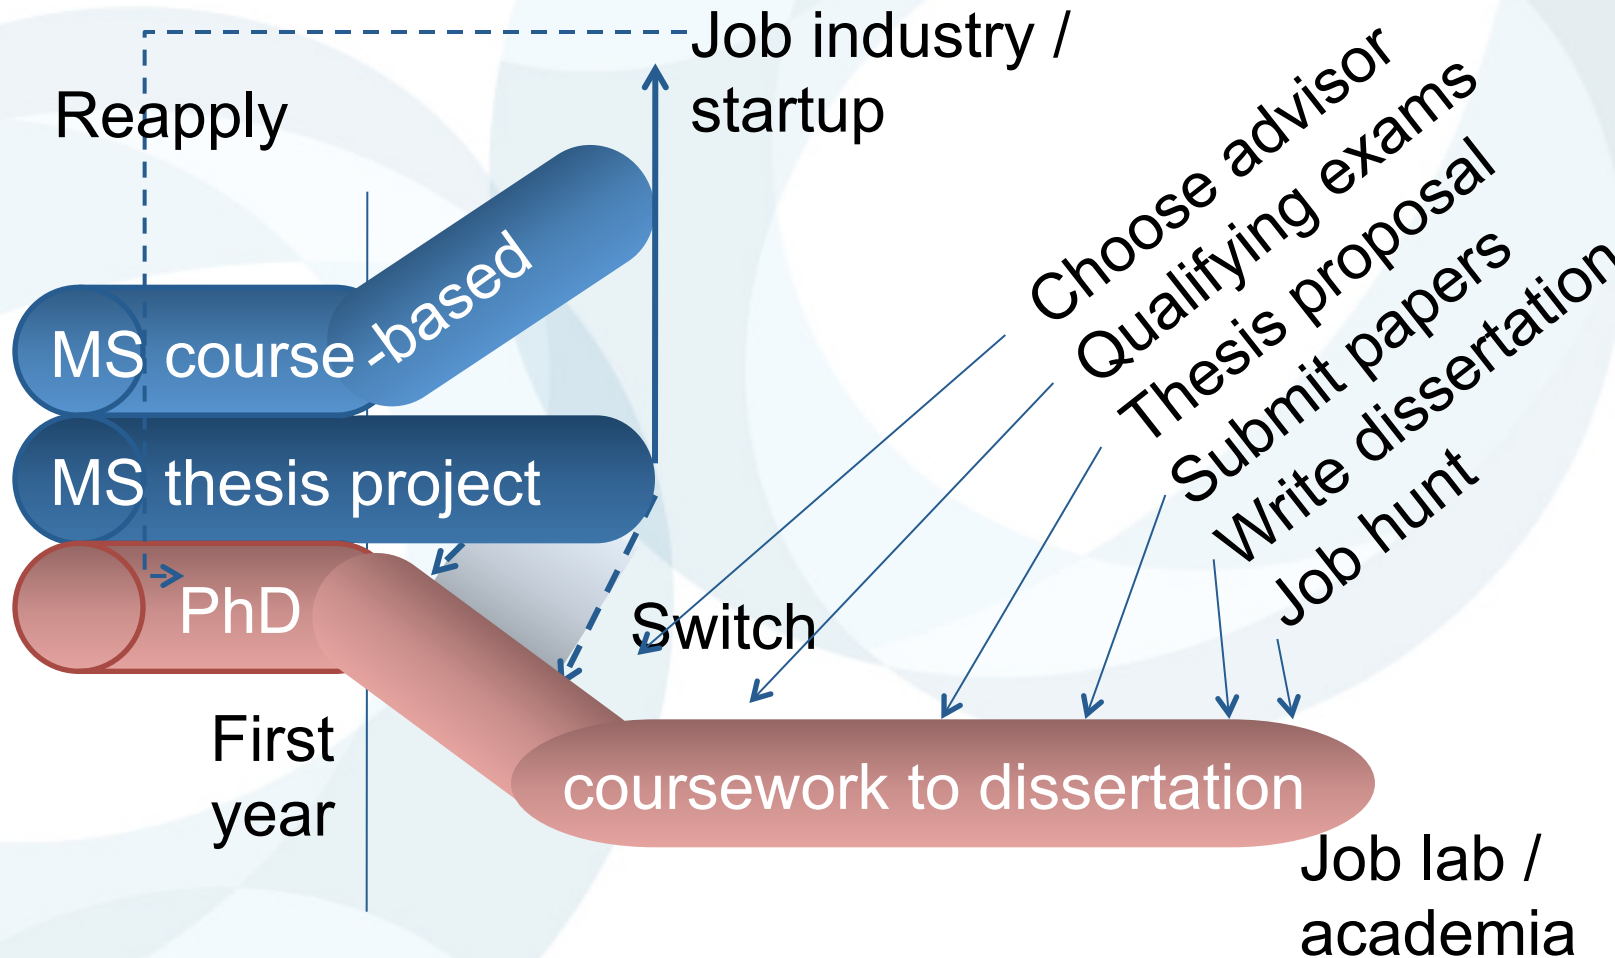 Job industry /
startup
Reapply
MS course -based
MS thesis project
PhD
Switch
First
year
coursework to dissertation
Choose advisor
Qualifying exams
Thesis proposal
Submit papers
Write dissertation
Job hunt
Job lab /
academia